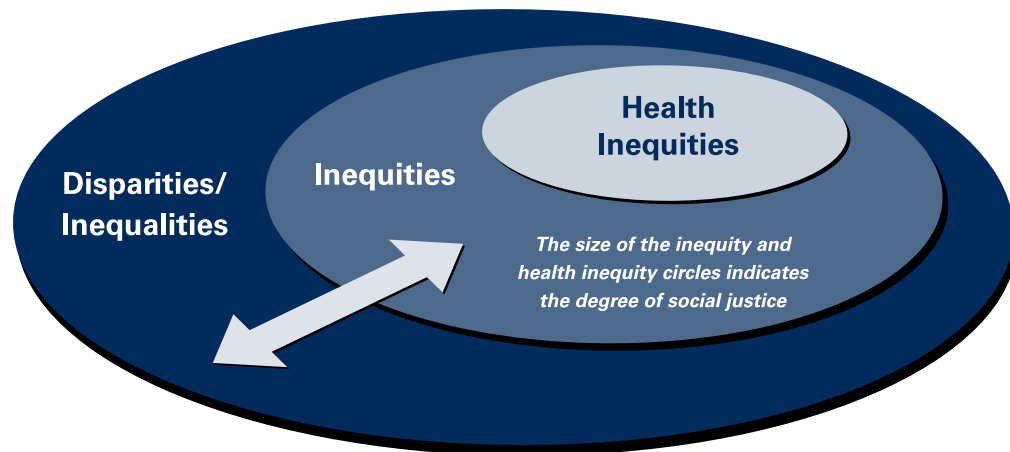 Health
Inequities
Inequities
Disparities/
Inequalities
The size of the inequity and
health inequity circles indicates
the degree of social justice